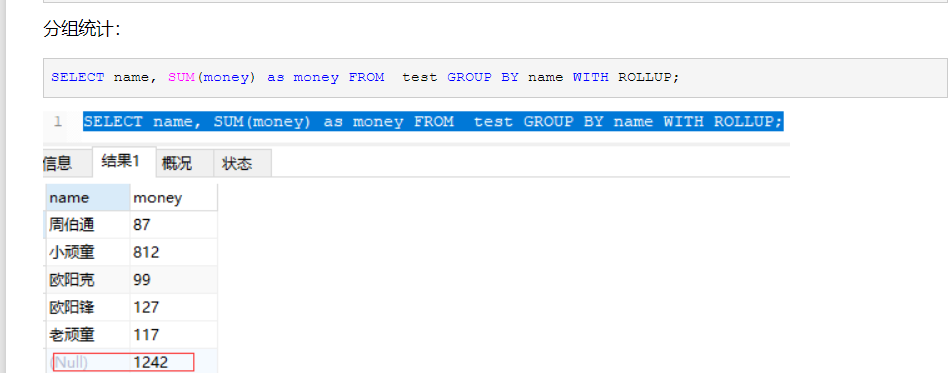 分组统计：
SELECT name, SUM(money) as money FROM  test GROUP BY name WITH ROLLUP;
1 SELECT name, SUM(money) as money FROM  test GROUP BY name WITH ROLLUP;
信息 结果1 概况 状态
name money
周伯通 87
小顽童 812
欧阳克 99
欧阳锋 127
老顽童 117
(Null) 1242